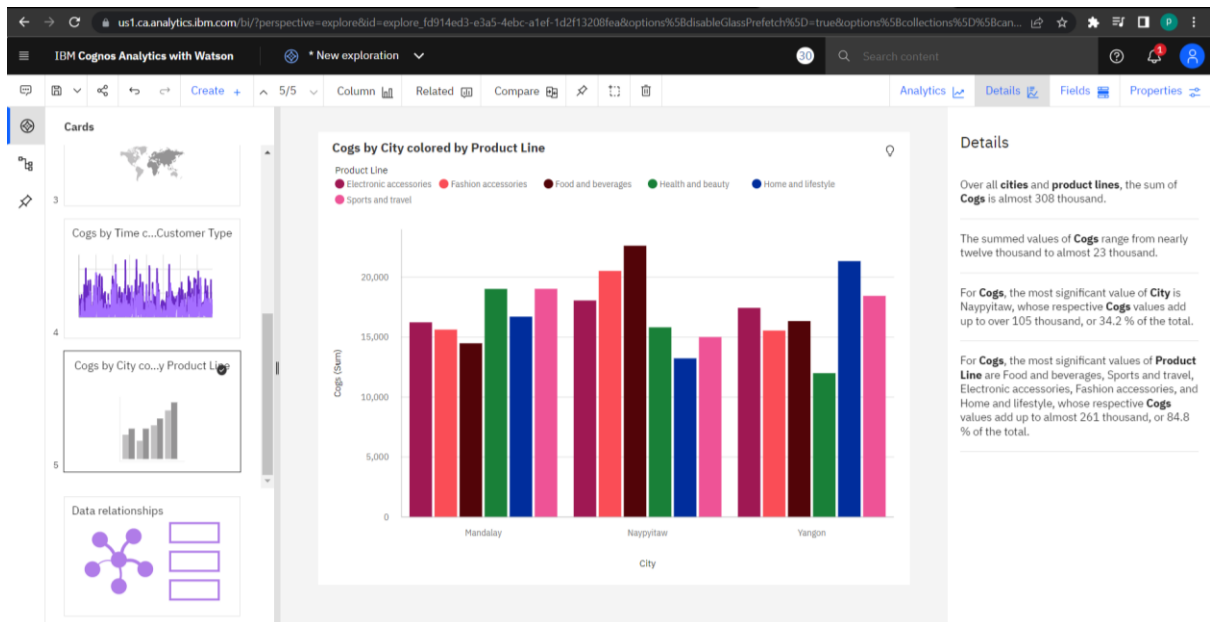 us1.ca.analytics.ibm.com/bi/?perspective=explore&id=explore_fd914ed3-e3a5-4ebc-a1ef-1d2f13208fea&options%5BdisableGlassPrefetch%5D=true&options%5Bcollections%5D%5Bcan...
IBM Cognos Analytics with Watson
* New exploration
30
Search content
1
Create +
5/5
Column
Related
Compare
Analytics
Details
Fields
Properties
Cards
3
Cogs by Time c...Customer Type
4
Cogs by City co...y Product Line
5
Data relationships
Cogs by City colored by Product Line
Product Line
Electronic accessories
Fashion accessories
Food and beverages
Health and beauty
Home and lifestyle
Sports and travel
Cogs (Sum)
20,000
15,000
10,000
5,000
0
Mandalay
Naypyitaw
Yangon
City
Details
Over all cities and product lines, the sum of
Cogs is almost 308 thousand.
The summed values of Cogs range from nearly
twelve thousand to almost 23 thousand.
For Cogs, the most significant value of City is
Naypyitaw, whose respective Cogs values add
up to over 105 thousand, or 34.2 % of the total.
For Cogs, the most significant values of Product
Line are Food and beverages, Sports and travel,
Electronic accessories, Fashion accessories, and
Home and lifestyle, whose respective Cogs
values add up to almost 261 thousand, or 84.8
% of the total.